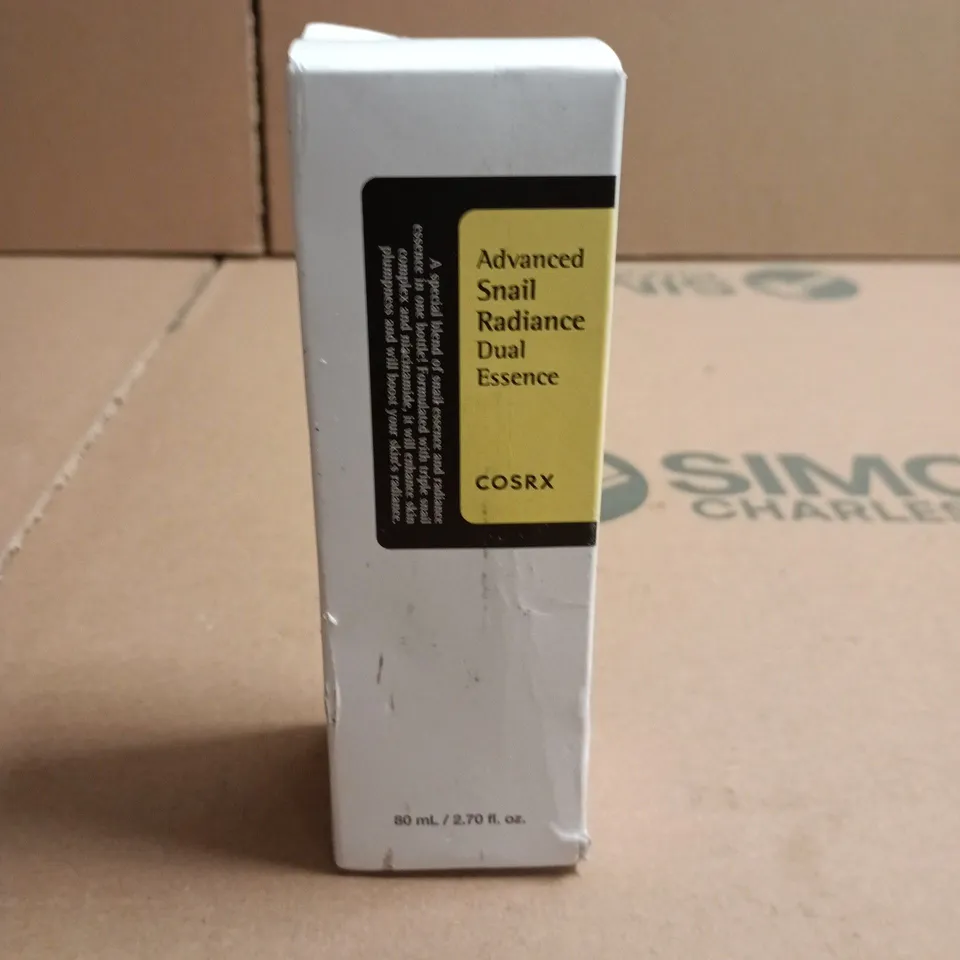 Advanced
Snail
Radiance
Dual
Essence
COSRX
A special blend of snail essence and radiance
essence in one bottle! Formulated with triple snail
complex and niacinamide, it will enhance skin
plumpness and will boost your skin's radiance.
80 mL / 2.70 fl. oz.
SIMO
CHARLES